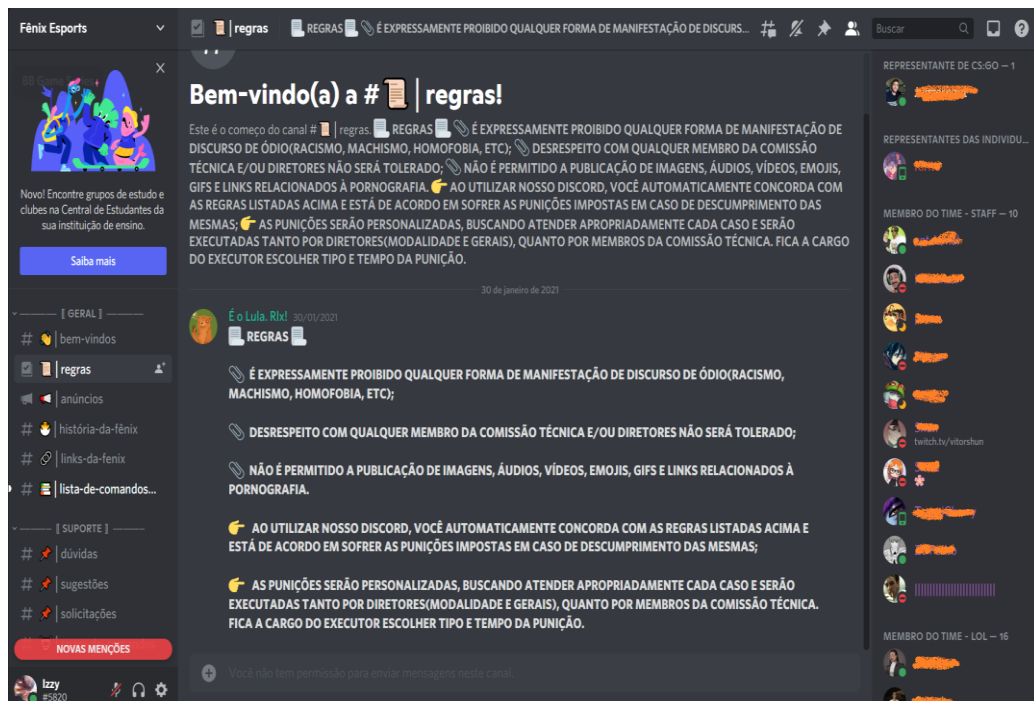 Fênix Esports
BB Game Series
Novo! Encontre grupos de estudo e
clubes na Central de Estudantes da
sua instituição de ensino.
Saiba mais
[ GERAL ]
# 👋 | bem-vindos
📜 | regras
📢 | anúncios
# 🐣 | história-da-fênix
# 🔗 | links-da-fenix
# 📚 | lista-de-comandos...
[ SUPORTE ]
# 📌 | dúvidas
# 📌 | sugestões
# 📌 | solicitações
NOVAS MENÇÕES
Izzy
#5820
📜 | regras
📃 REGRAS 📃 📎 É EXPRESSAMENTE PROIBIDO QUALQUER FORMA DE MANIFESTAÇÃO DE DISCURS...
Buscar
Bem-vindo(a) a #📜 | regras!
Este é o começo do canal #📜 | regras. 📃 REGRAS 📃 📎 É EXPRESSAMENTE PROIBIDO QUALQUER FORMA DE MANIFESTAÇÃO DE
DISCURSO DE ÓDIO(RACISMO, MACHISMO, HOMOFOBIA, ETC); 📎 DESRESPEITO COM QUALQUER MEMBRO DA COMISSÃO
TÉCNICA E/OU DIRETORES NÃO SERÁ TOLERADO; 📎 NÃO É PERMITIDO A PUBLICAÇÃO DE IMAGENS, ÁUDIOS, VÍDEOS, EMOJIS,
GIFS E LINKS RELACIONADOS À PORNOGRAFIA. 👉 AO UTILIZAR NOSSO DISCORD, VOCÊ AUTOMATICAMENTE CONCORDA COM
AS REGRAS LISTADAS ACIMA E ESTÁ DE ACORDO EM SOFRER AS PUNIÇÕES IMPOSTAS EM CASO DE DESCUMPRIMENTO DAS
MESMAS; 👉 AS PUNIÇÕES SERÃO PERSONALIZADAS, BUSCANDO ATENDER APROPRIADAMENTE CADA CASO E SERÃO
EXECUTADAS TANTO POR DIRETORES(MODALIDADE E GERAIS), QUANTO POR MEMBROS DA COMISSÃO TÉCNICA. FICA A CARGO
DO EXECUTOR ESCOLHER TIPO E TEMPO DA PUNIÇÃO.
30 de janeiro de 2021
É o Lula. Rlx! 30/01/2021
📃 REGRAS 📃
📎 É EXPRESSAMENTE PROIBIDO QUALQUER FORMA DE MANIFESTAÇÃO DE DISCURSO DE ÓDIO(RACISMO,
MACHISMO, HOMOFOBIA, ETC);
📎 DESRESPEITO COM QUALQUER MEMBRO DA COMISSÃO TÉCNICA E/OU DIRETORES NÃO SERÁ TOLERADO;
📎 NÃO É PERMITIDO A PUBLICAÇÃO DE IMAGENS, ÁUDIOS, VÍDEOS, EMOJIS, GIFS E LINKS RELACIONADOS À
PORNOGRAFIA.
👉 AO UTILIZAR NOSSO DISCORD, VOCÊ AUTOMATICAMENTE CONCORDA COM AS REGRAS LISTADAS ACIMA E
ESTÁ DE ACORDO EM SOFRER AS PUNIÇÕES IMPOSTAS EM CASO DE DESCUMPRIMENTO DAS MESMAS;
👉 AS PUNIÇÕES SERÃO PERSONALIZADAS, BUSCANDO ATENDER APROPRIADAMENTE CADA CASO E SERÃO
EXECUTADAS TANTO POR DIRETORES(MODALIDADE E GERAIS), QUANTO POR MEMBROS DA COMISSÃO TÉCNICA.
FICA A CARGO DO EXECUTOR ESCOLHER TIPO E TEMPO DA PUNIÇÃO.
Você não tem permissão para enviar mensagens neste canal.
REPRESENTANTE DE CS:GO — 1
REPRESENTANTES DAS INDIVIDU...
MEMBRO DO TIME - STAFF — 10
twitch.tv/vitorshun
MEMBRO DO TIME - LOL — 16